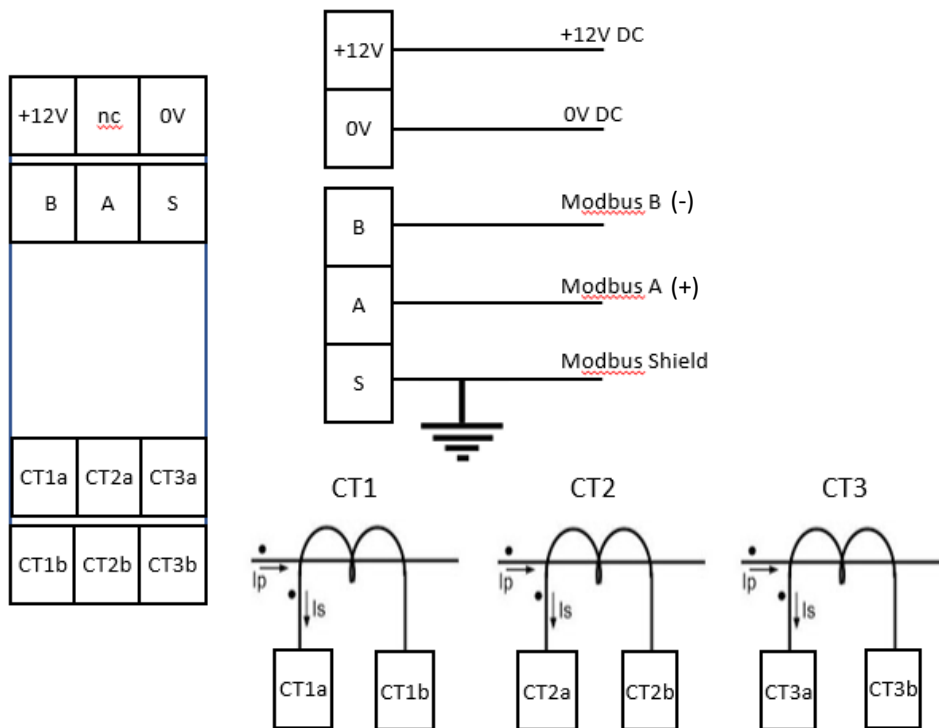 +12V nc 0V
B A S
CT1a CT2a CT3a
CT1b CT2b CT3b
+12V +12V DC
0V 0V DC
B Modbus B (-)
A Modbus A (+)
S Modbus Shield
CT1 CT2 CT3
Ip Ip Ip
Is Is Is
CT1a CT1b CT2a CT2b CT3a CT3b